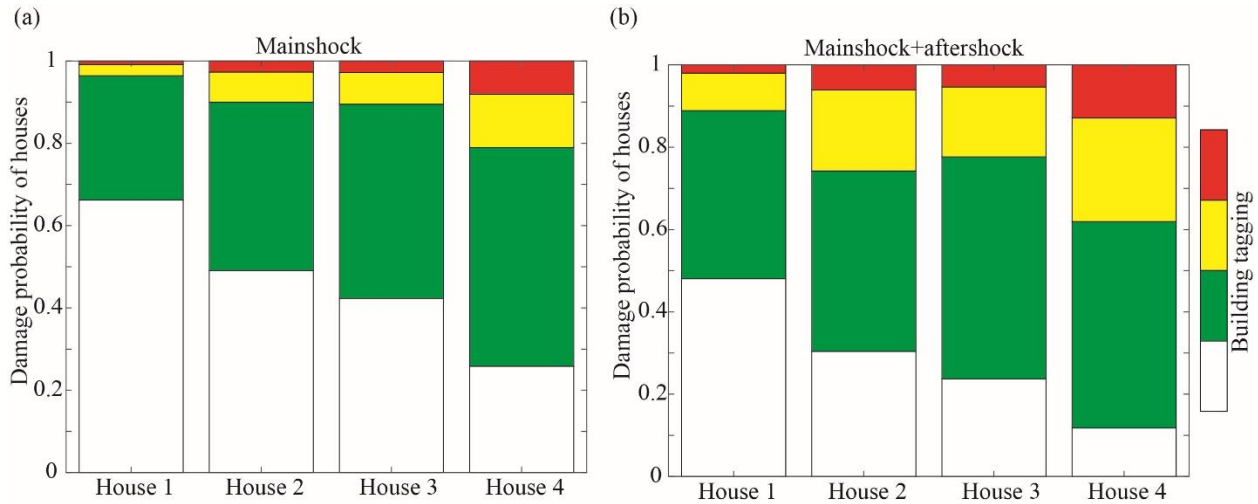 (a)
Mainshock
Damage probability of houses
1
0.8
0.6
0.4
0.2
0
House 1 House 2 House 3 House 4
(b)
Mainshock+aftershock
Damage probability of houses
1
0.8
0.6
0.4
0.2
0
House 1 House 2 House 3 House 4
Building tagging